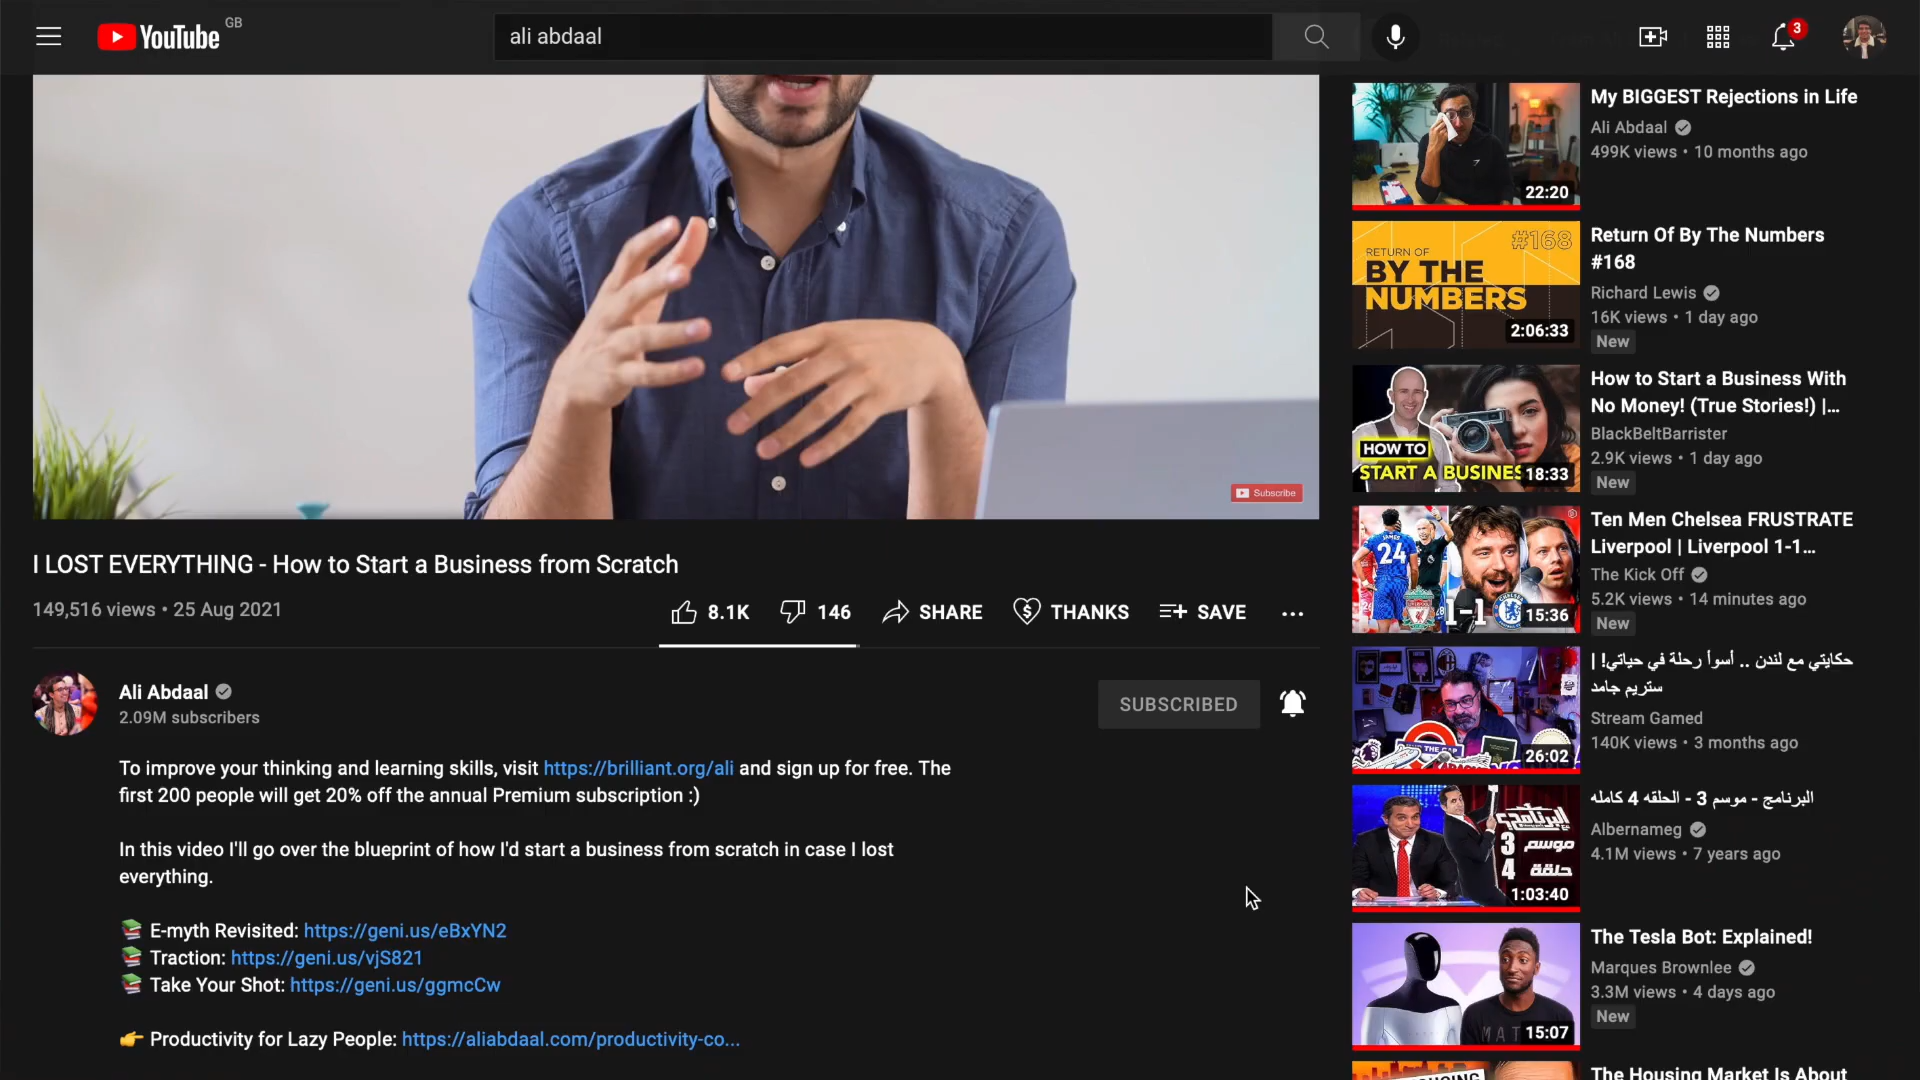 YouTube GB
ali abdaal
3
Subscribe
I LOST EVERYTHING - How to Start a Business from Scratch
149,516 views • 25 Aug 2021
8.1K
146
SHARE
THANKS
SAVE
Ali Abdaal
2.09M subscribers
SUBSCRIBED
To improve your thinking and learning skills, visit https://brilliant.org/ali and sign up for free. The
first 200 people will get 20% off the annual Premium subscription :)
In this video I'll go over the blueprint of how I'd start a business from scratch in case I lost
everything.
📚 E-myth Revisited: https://geni.us/eBxYN2
📚 Traction: https://geni.us/vjS821
📚 Take Your Shot: https://geni.us/ggmcCw
👉 Productivity for Lazy People: https://aliabdaal.com/productivity-co...
22:20
My BIGGEST Rejections in Life
Ali Abdaal
499K views • 10 months ago
#168
RETURN OF
BY THE
NUMBERS
2:06:33
Return Of By The Numbers
#168
Richard Lewis
16K views • 1 day ago
New
HOW TO
START A BUSINES
18:33
How to Start a Business With
No Money! (True Stories!) |...
BlackBeltBarrister
2.9K views • 1 day ago
New
JAMES
24
1-1
15:36
Ten Men Chelsea FRUSTRATE
Liverpool | Liverpool 1-1...
The Kick Off
5.2K views • 14 minutes ago
New
26:02
حكايتي مع لندن .. أسوأ رحلة في حياتي! |
ستريم جامد
Stream Gamed
140K views • 3 months ago
البرنامج؟
موسم 3
حلقة 4
1:03:40
البرنامج - موسم 3 - الحلقه 4 كامله
Albernameg
4.1M views • 7 years ago
MAT
15:07
The Tesla Bot: Explained!
Marques Brownlee
3.3M views • 4 days ago
New
The Housing Market Is About